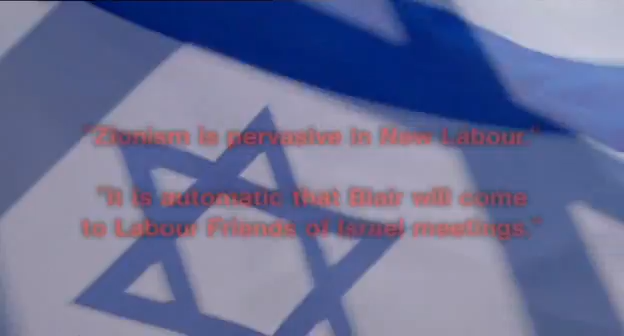 "Zionism is pervasive in New Labour."
"It is automatic that Blair will come
to Labour Friends of Israel meetings."